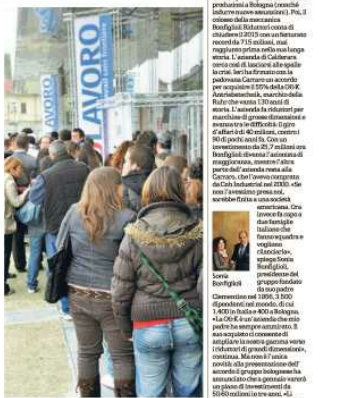 LAVORO
LAVORO
produzioni a Bologna (nonché
indurre nuove assunzioni). Poi, il
colosso della meccanica
Bonfiglioli Riduttori conta di
chiudere il 2015 con un fatturato
record da 715 milioni, mai
raggiunto prima nella sua lunga
storia. L'azienda di Calderara
cerca così di lasciarsi alle spalle
la crisi. Ieri ha firmato con la
padovana Carraro un accordo
per acquisire il 55% della O&K
Antriebstechnik, marchio della
Ruhr che vanta 130 anni di
storia. L'azienda fa riduttori per
macchine di grosse dimensioni e
avanza tra le difficoltà: il giro
d'affari è di 40 milioni, contro i
90 di pochi anni fa. Con un
investimento da 25,7 milioni ora
Bonfiglioli diventa l'azionista di
maggioranza, mentre l'altra
parte dell'azienda resta alla
Carraro, che l'aveva comprata
da Cnh Industrial nel 2000. «Se
non l'avessimo presa noi,
sarebbe finita a una società
americana. Ora
invece fa capo a
due famiglie
italiane che
fanno squadra e
vogliono
rilanciarla»,
spiega Sonia
Bonfiglioli,
presidente del
gruppo fondato
da suo padre
Sonia
Bonfiglioli
Clementino nel 1956, 3.500
dipendenti nel mondo, di cui
1.400 in Italia e 400 a Bologna.
«La O&K è un'azienda che mio
padre ha sempre ammirato. Il
suo acquisto ci consente di
ampliare la nostra gamma verso
i riduttori di grandi dimensioni»,
continua. Ma non è l'unica
novità: alla presentazione dell'
accordo il gruppo bolognese ha
annunciato che a gennaio varerà
un piano di investimenti da
50-60 milioni in tre anni. «Li